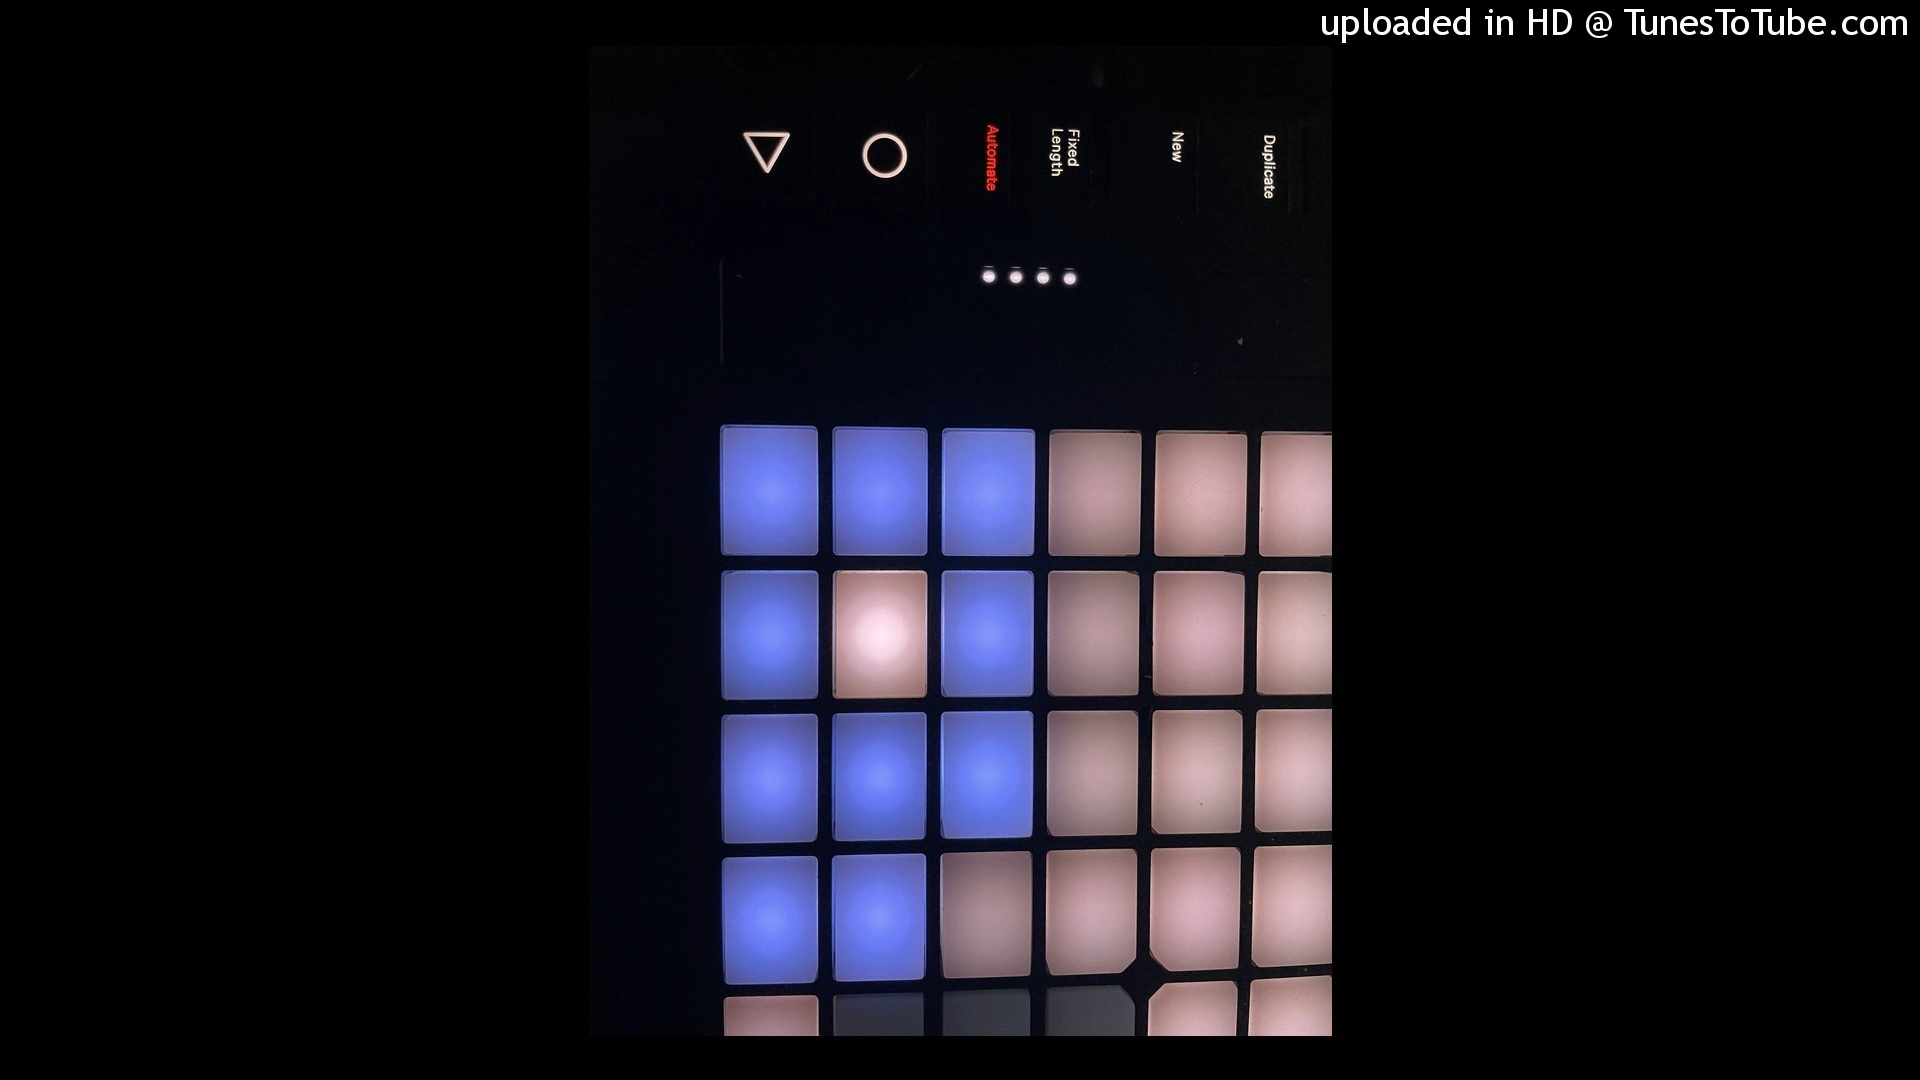 uploaded in HD @ TunesToTube.com
Automate
Fixed
Length
New
Duplicate